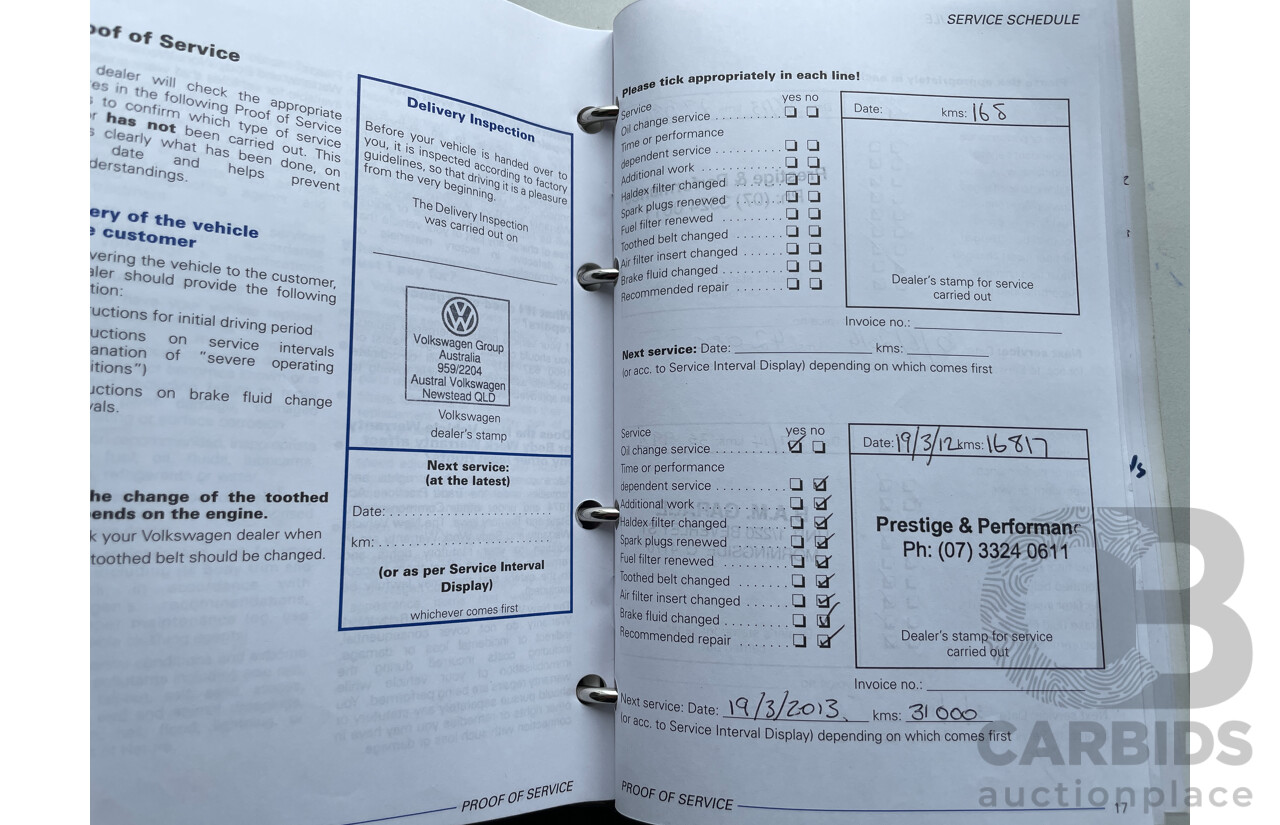 oof of Service
dealer will check the appropriate
es in the following Proof of Service
to confirm which type of service
r has not been carried out. This
clearly what has been done, on
date and helps prevent
derstandings.
ery of the vehicle
e customer
vering the vehicle to the customer,
aler should provide the following
tion:
uctions for initial driving period
uctions on service intervals
anation of "severe operating
itions")
uctions on brake fluid change
vals.
he change of the toothed
ends on the engine.
k your Volkswagen dealer when
toothed belt should be changed.
Delivery Inspection
Before your vehicle is handed over to
you, it is inspected according to factory
guidelines, so that driving it is a pleasure
from the very beginning.
The Delivery Inspection
was carried out on
Volkswagen Group
Australia
959/2204
Austral Volkswagen
Newstead QLD
Volkswagen
dealer's stamp
Next service:
(at the latest)
Date:
km:
(or as per Service Interval
Display)
whichever comes first
PROOF OF SERVICE
SERVICE SCHEDULE
Please tick appropriately in each line!
Service yes no
Oil change service
Time or performance
dependent service
Additional work
Haldex filter changed
Spark plugs renewed
Fuel filter renewed
Toothed belt changed
Air filter insert changed
Brake fluid changed
Recommended repair
Date: kms: 168
Dealer's stamp for service
carried out
Invoice no.:
Next service: Date: kms:
(or acc. to Service Interval Display) depending on which comes first
Service yes no
Oil change service
Time or performance
dependent service
Additional work
Haldex filter changed
Spark plugs renewed
Fuel filter renewed
Toothed belt changed
Air filter insert changed
Brake fluid changed
Recommended repair
Date: 19/3/12 kms: 16817
Prestige & Performanc
Ph: (07) 3324 0611
Dealer's stamp for service
carried out
Invoice no.:
Next service: Date: 19/3/2013 kms: 31000
(or acc. to Service Interval Display) depending on which comes first
PROOF OF SERVICE
17
CARBIDS
auctionplace